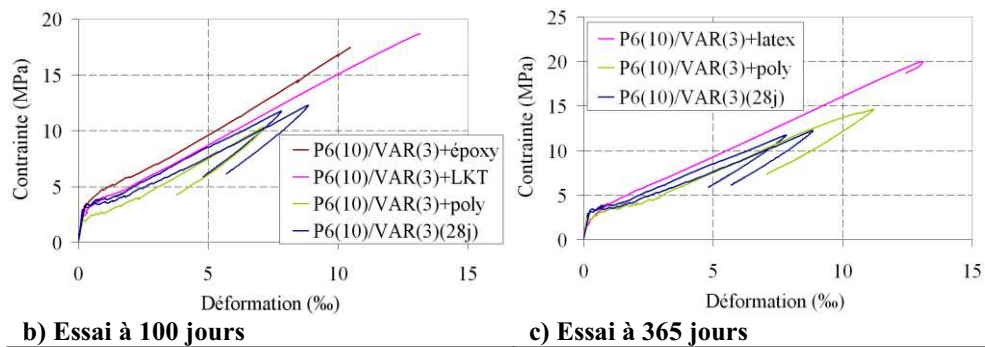 Contrainte (MPa)
20
15
10
5
0
0 5 10 15
Déformation (‰)
P6(10)/VAR(3)+époxy
P6(10)/VAR(3)+LKT
P6(10)/VAR(3)+poly
P6(10)/VAR(3)(28j)
b) Essai à 100 jours
Contrainte (MPa)
25
20
15
10
5
0
0 5 10 15
Déformation (‰)
P6(10)/VAR(3)+latex
P6(10)/VAR(3)+poly
P6(10)/VAR(3)(28j)
c) Essai à 365 jours